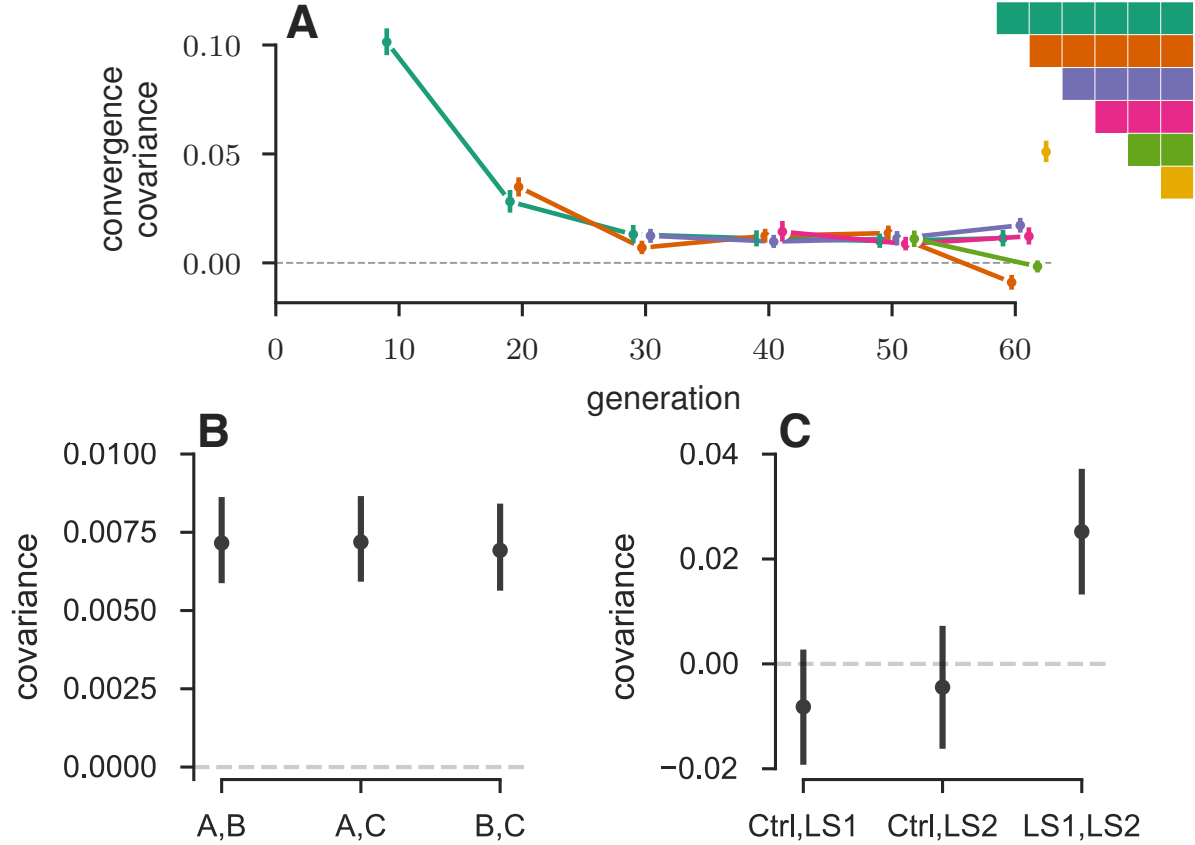 A
convergence
covariance
0.10
0.05
0.00
0 10 20 30 40 50 60
generation
B
covariance
0.0100
0.0075
0.0050
0.0025
0.0000
A,B A,C B,C
C
covariance
0.04
0.02
0.00
−0.02
Ctrl,LS1 Ctrl,LS2 LS1,LS2